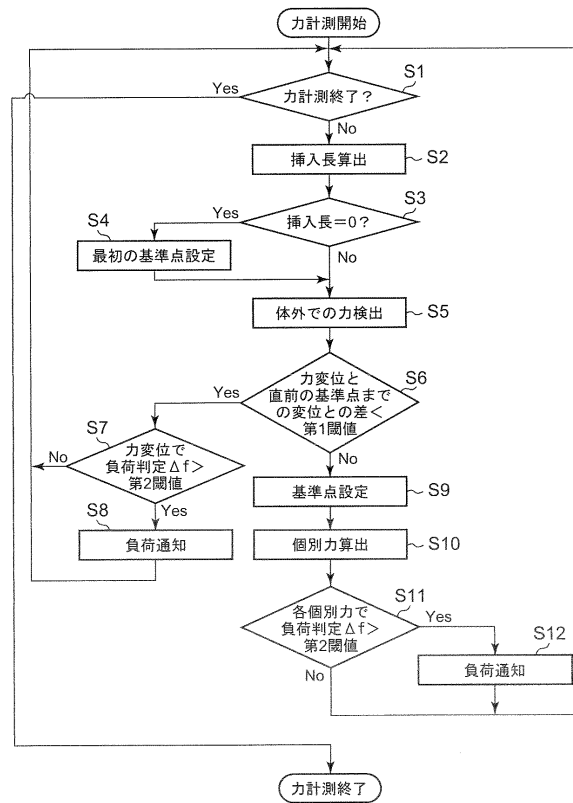 力計測開始
S1
力計測終了？
Yes
No
挿入長算出
S2
S3
挿入長＝0？
Yes
No
S4
最初の基準点設定
体外での力検出
S5
S6
力変位と
直前の基準点まで
の変位との差＜
第1閾値
Yes
No
S7
力変位で
負荷判定Δf＞
第2閾値
No
Yes
S8
負荷通知
基準点設定
S9
個別力算出
S10
S11
各個別力で
負荷判定Δf＞
第2閾値
Yes
No
S12
負荷通知
力計測終了